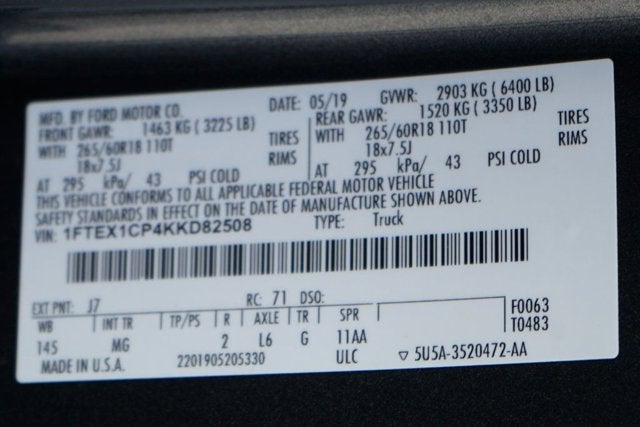 MFD. BY FORD MOTOR CO. DATE: 05/19 GVWR: 2903 KG ( 6400 LB)
FRONT GAWR: 1463 KG ( 3225 LB) REAR GAWR: 1520 KG ( 3350 LB)
WITH 265/60R18 110T TIRES WITH 265/60R18 110T TIRES
18x7.5J RIMS 18x7.5J RIMS
AT 295 kPa/ 43 PSI COLD AT 295 kPa/ 43 PSI COLD
THIS VEHICLE CONFORMS TO ALL APPLICABLE FEDERAL MOTOR VEHICLE
SAFETY STANDARDS IN EFFECT ON THE DATE OF MANUFACTURE SHOWN ABOVE.
VIN: 1FTEX1CP4KKD82508 TYPE: Truck
EXT PNT: J7 RC: 71 DSO: F0063
WB INT TR TP/PS R AXLE TR SPR T0483
145 MG 2 L6 G 11AA
MADE IN U.S.A. 2201905205330 ULC ▽ 5U5A-3520472-AA